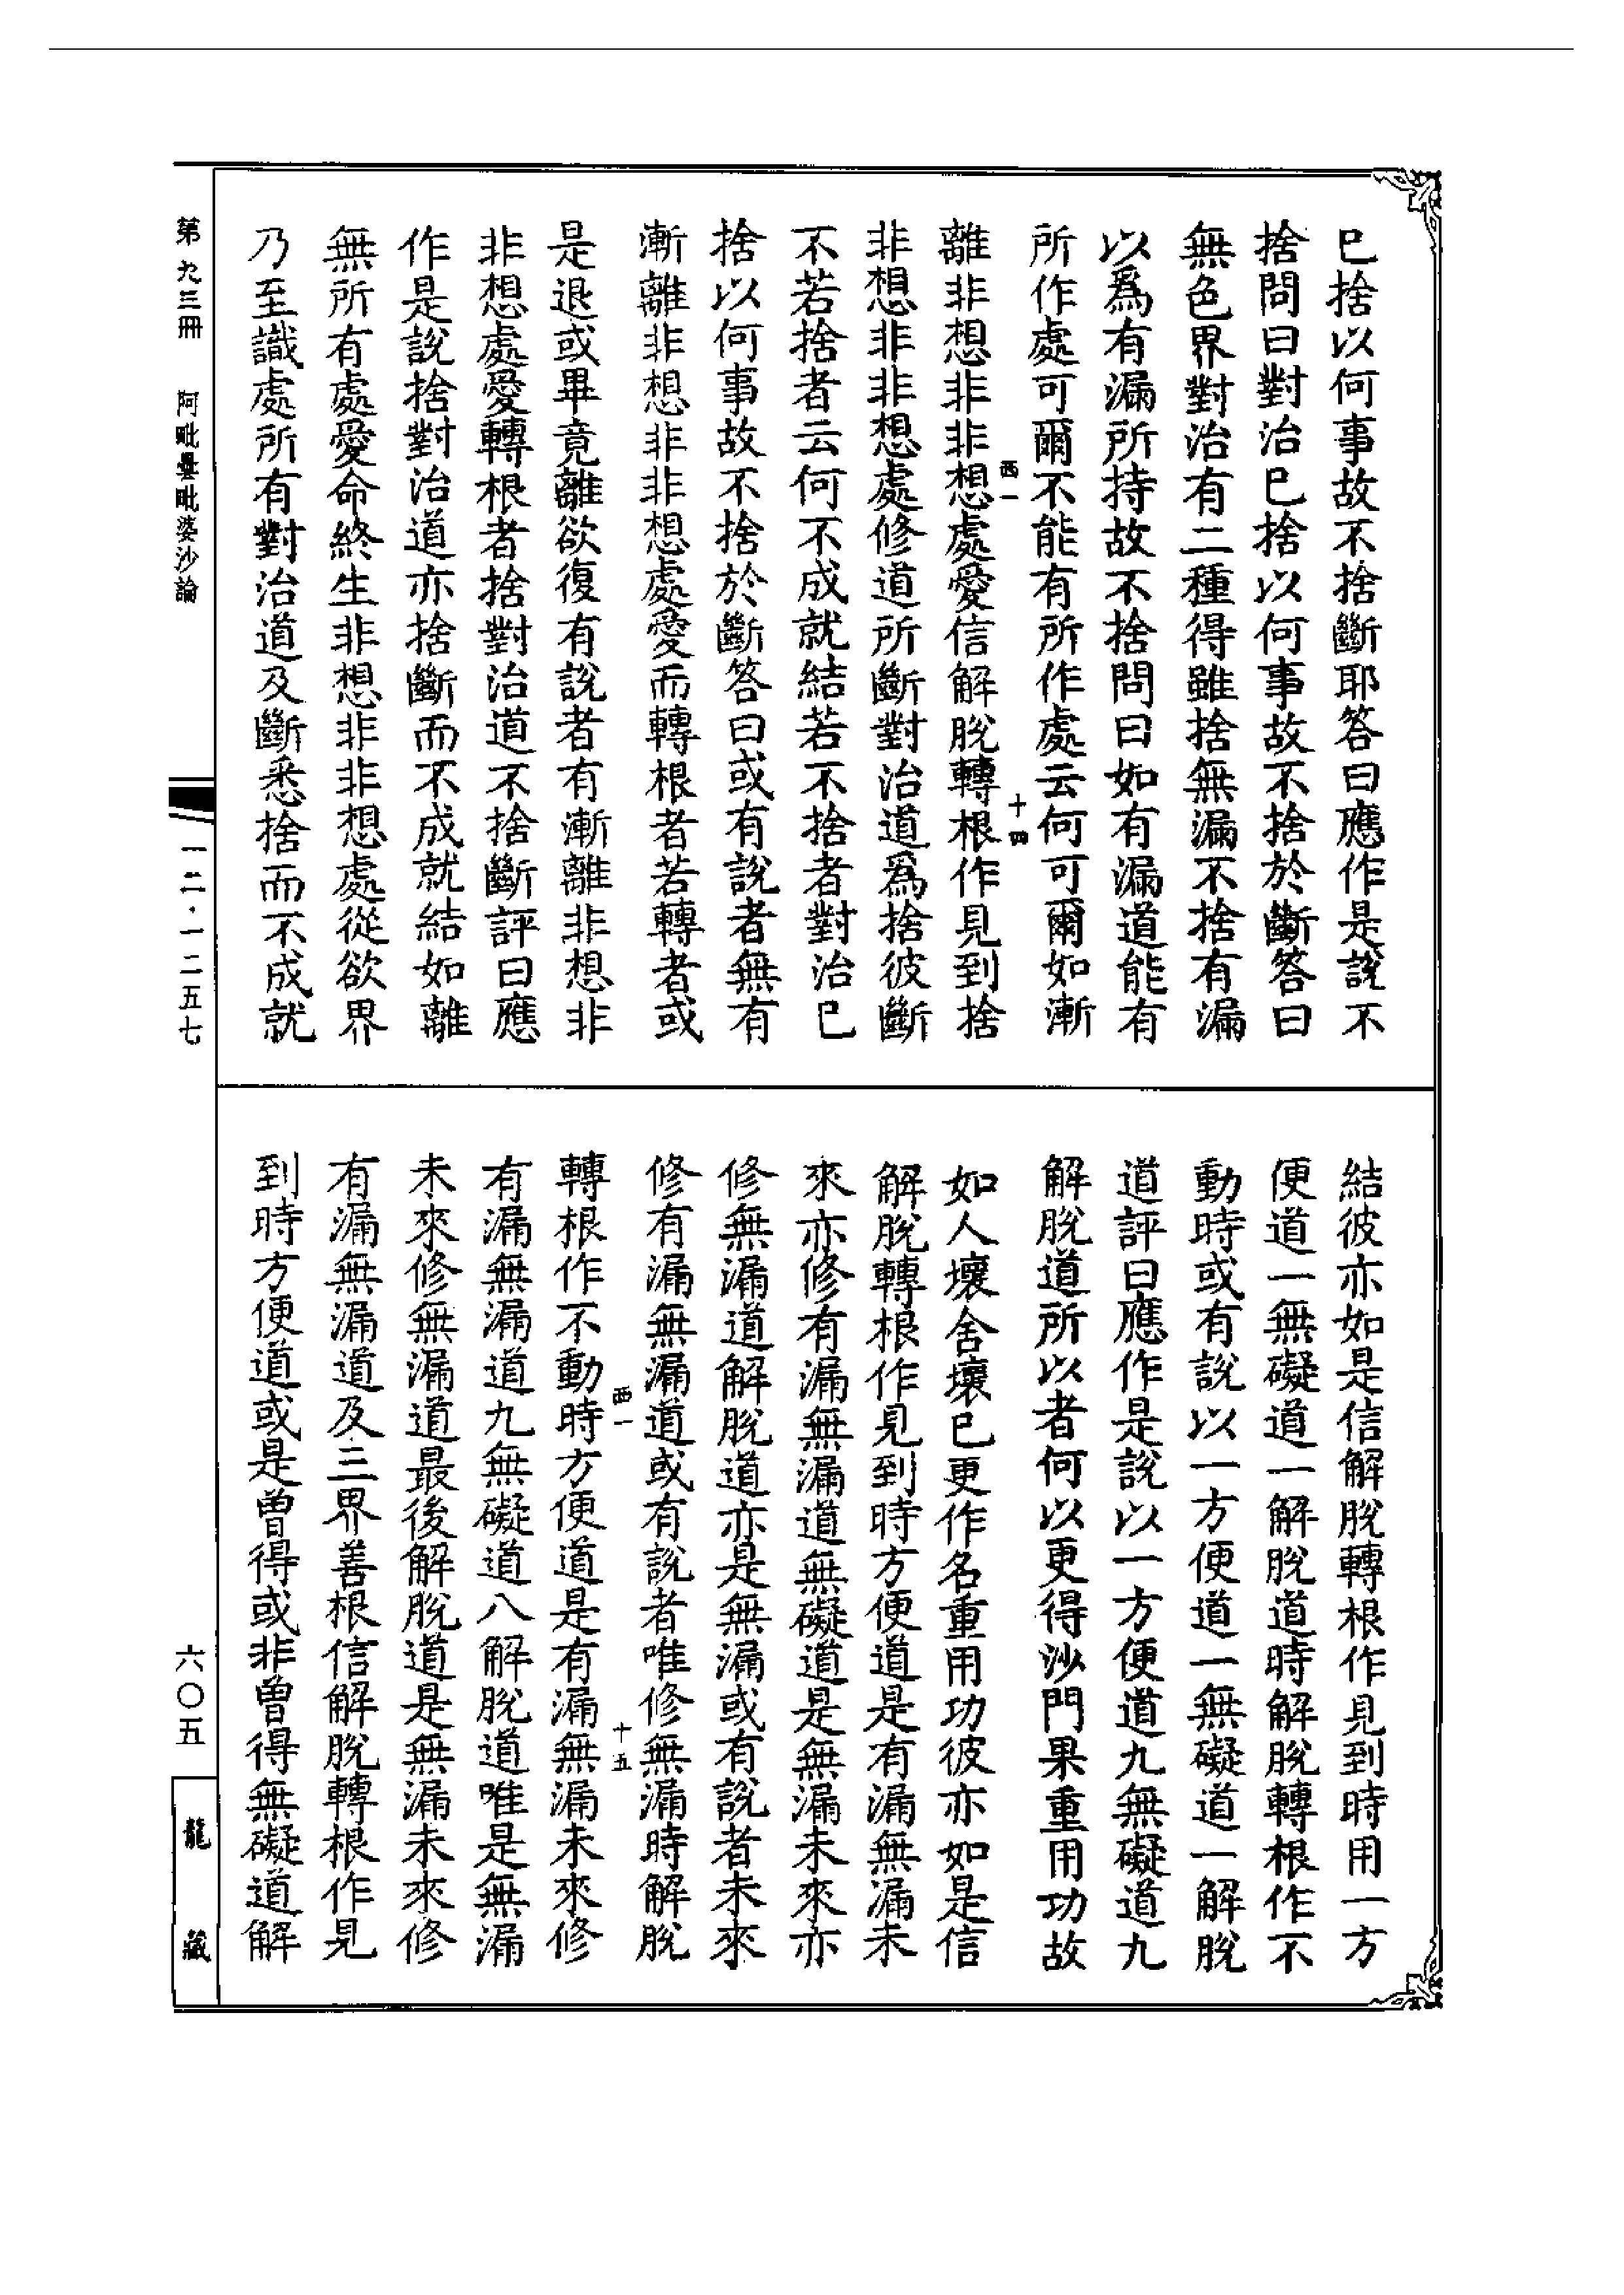 巳捨以何事故不捨斷耶答曰應作是說不
捨問曰對治巳捨以何事故不捨於斷答曰
無色界對治有二種得雖捨無漏不捨有漏
以爲有漏所持故不捨問曰如有漏道能有
所作處可爾不能有所作處云何可爾如漸
西一 十四
離非想非非想處愛信解脫轉根作見到捨
非想非非想處修道所斷對治道爲捨彼斷
不若捨者云何不成就結若不捨者對治巳
捨以何事故不捨於斷答曰或有說者無有
漸離非想非非想處愛而轉根者若轉者或
是退或畢竟離欲復有說者有漸離非想非
非想處愛轉根者捨對治道不捨斷評曰應
作是說捨對治道亦捨斷而不成就結如離
無所有處愛命終生非想非非想處從欲界
乃至識處所有對治道及斷悉捨而不成就
結彼亦如是信解脫轉根作見到時用一方
便道一無礙道一解脫道時解脫轉根作不
動時或有說以一方便道一無礙道一解脫
道評曰應作是說以一方便道九無礙道九
解脫道所以者何以更得沙門果重用功故
如人壞舍壞巳更作名重用功彼亦如是信
解脫轉根作見到時方便道是有漏無漏未
來亦修有漏無漏道無礙道是無漏未來亦
修無漏道解脫道亦是無漏或有說者未來
修有漏無漏道或有說者唯修無漏時解脫
西一 十五
轉根作不動時方便道是有漏無漏未來修
有漏無漏道九無礙道八解脫道唯是無漏
未來修無漏道最後解脫道是無漏未來修
有漏無漏道及三界善根信解脫轉根作見
到時方便道或是曾得或非曾得無礙道解
第九三冊 阿毗曇毗婆沙論
一二·一二五七
六〇五
龍藏